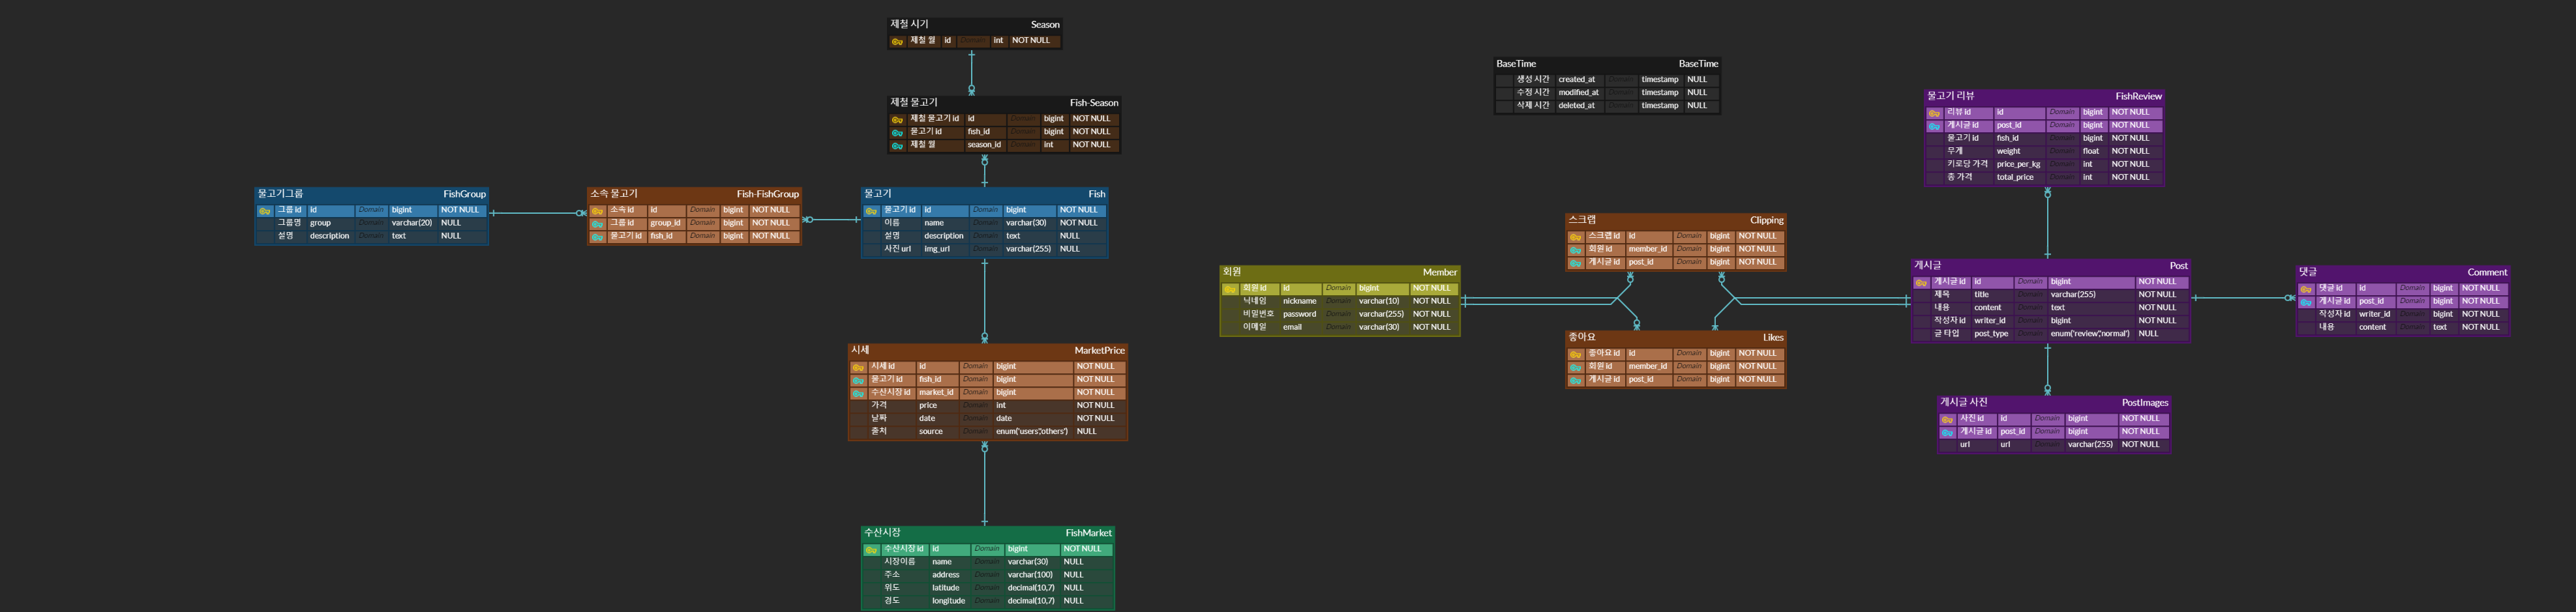 제철 시기 Season
제철 월 id Domain int NOT NULL
제철 물고기 Fish-Season
제철 물고기 id id Domain bigint NOT NULL
물고기 id fish_id Domain bigint NOT NULL
제철 월 season_id Domain int NOT NULL
물고기그룹 FishGroup
그룹 id id Domain bigint NOT NULL
그룹명 group Domain varchar(20) NULL
설명 description Domain text NULL
소속 물고기 Fish-FishGroup
소속 id id Domain bigint NOT NULL
그룹 id group_id Domain bigint NOT NULL
물고기 id fish_id Domain bigint NOT NULL
물고기 Fish
물고기 id id Domain bigint NOT NULL
이름 name Domain varchar(30) NOT NULL
설명 description Domain text NULL
사진 url img_url Domain varchar(255) NULL
시세 MarketPrice
시세 id id Domain bigint NOT NULL
물고기 id fish_id Domain bigint NOT NULL
수산시장 id market_id Domain bigint NOT NULL
가격 price Domain int NOT NULL
날짜 date Domain date NOT NULL
출처 source Domain enum('users','others') NULL
수산시장 FishMarket
수산시장 id id Domain bigint NOT NULL
시장이름 name Domain varchar(30) NULL
주소 address Domain varchar(100) NULL
위도 latitude Domain decimal(10,7) NULL
경도 longitude Domain decimal(10,7) NULL
BaseTime BaseTime
생성 시간 created_at Domain timestamp NULL
수정 시간 modified_at Domain timestamp NULL
삭제 시간 deleted_at Domain timestamp NULL
회원 Member
회원 id id Domain bigint NOT NULL
닉네임 nickname Domain varchar(10) NOT NULL
비밀번호 password Domain varchar(255) NOT NULL
이메일 email Domain varchar(30) NOT NULL
스크랩 Clipping
스크랩 id id Domain bigint NOT NULL
회원 id member_id Domain bigint NOT NULL
게시글 id post_id Domain bigint NOT NULL
좋아요 Likes
좋아요 id id Domain bigint NOT NULL
회원 id member_id Domain bigint NOT NULL
게시글 id post_id Domain bigint NOT NULL
물고기 리뷰 FishReview
리뷰 id id Domain bigint NOT NULL
게시글 id post_id Domain bigint NOT NULL
물고기 id fish_id Domain bigint NOT NULL
무게 weight Domain float NOT NULL
키로당 가격 price_per_kg Domain int NOT NULL
총 가격 total_price Domain int NOT NULL
게시글 Post
게시글 id id Domain bigint NOT NULL
제목 title Domain varchar(255) NOT NULL
내용 content Domain text NOT NULL
작성자 id writer_id Domain bigint NOT NULL
글 타입 post_type Domain enum('review','normal') NULL
댓글 Comment
댓글 id id Domain bigint NOT NULL
게시글 id post_id Domain bigint NOT NULL
작성자 id writer_id Domain bigint NOT NULL
내용 content Domain text NOT NULL
게시글 사진 PostImages
사진 id id Domain bigint NOT NULL
게시글 id post_id Domain bigint NOT NULL
url url Domain varchar(255) NOT NULL